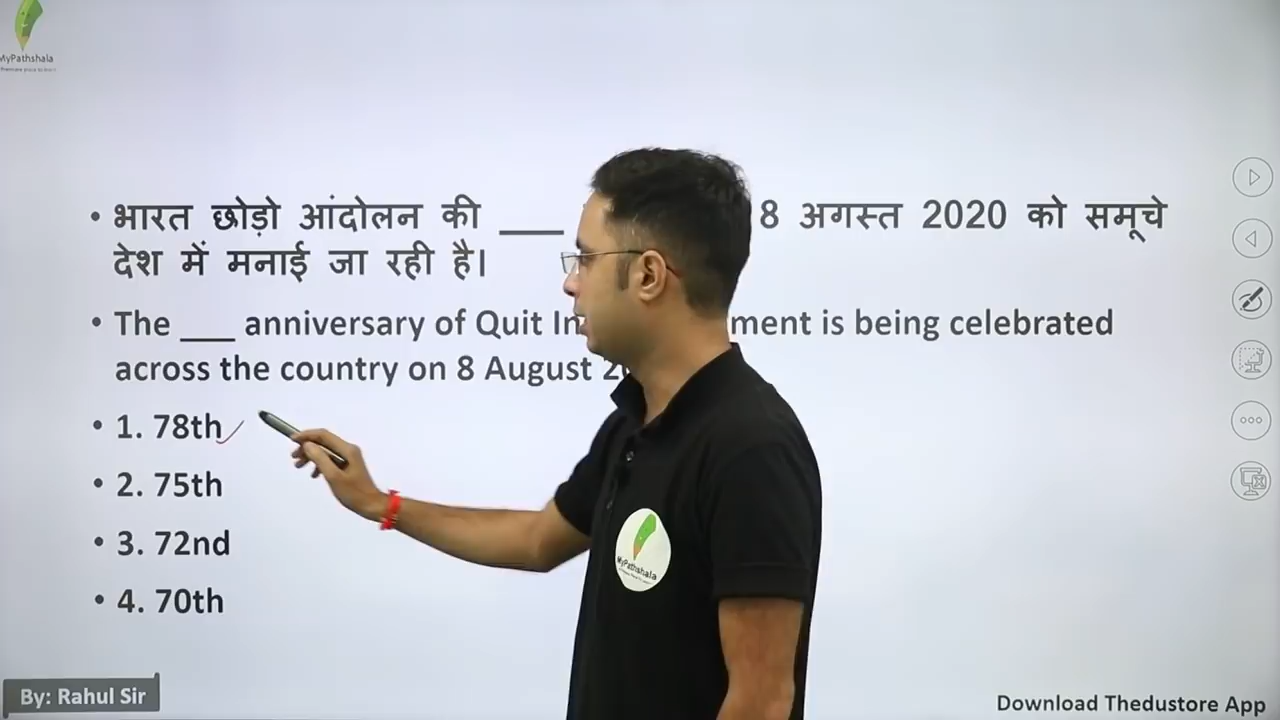 MyPathshala
• भारत छोड़ो आंदोलन की ___ 8 अगस्त 2020 को समूचे
देश में मनाई जा रही है।
• The ___ anniversary of Quit In ment is being celebrated
across the country on 8 August 2
• 1. 78th
• 2. 75th
• 3. 72nd
• 4. 70th
MyPathshala
By: Rahul Sir
Download Thedustore App